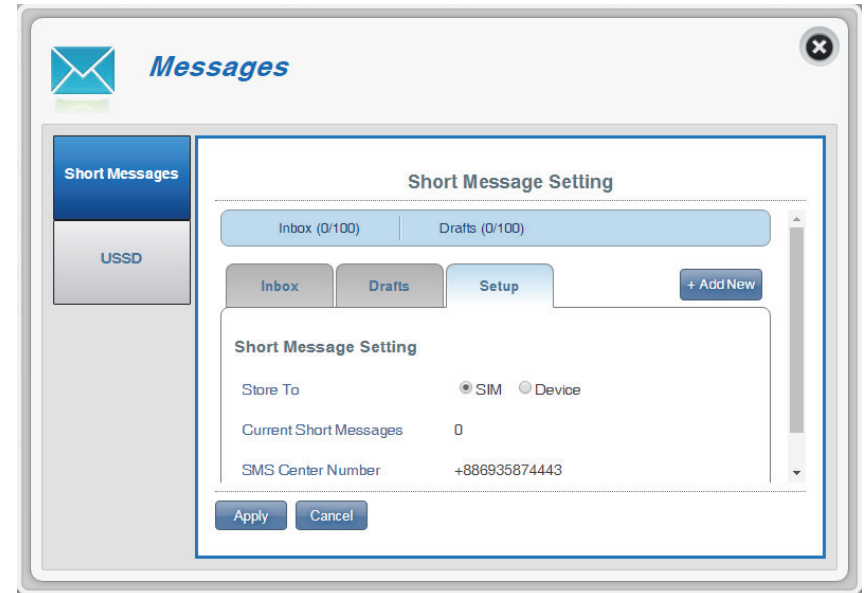 Messages
Short Messages
USSD
Short Message Setting
Inbox (0/100) Drafts (0/100)
Inbox Drafts Setup + Add New
Short Message Setting
Store To SIM Device
Current Short Messages 0
SMS Center Number +886935874443
Apply Cancel